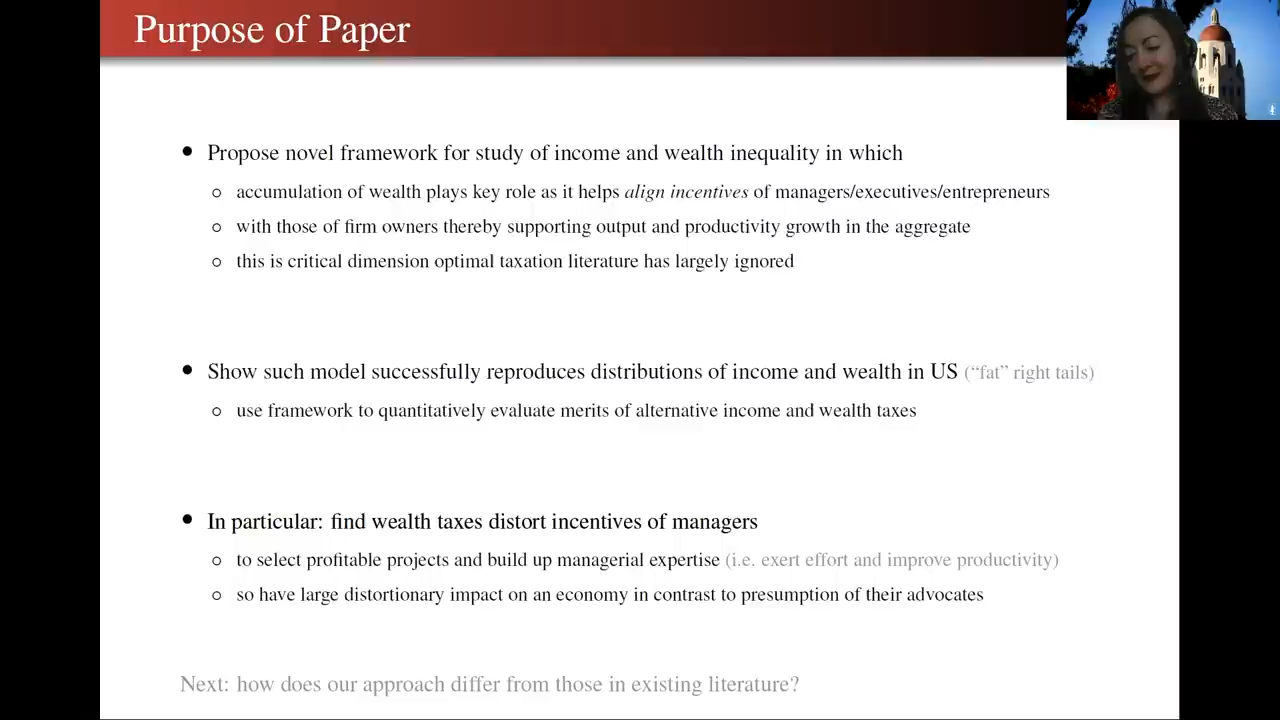 Purpose of Paper
• Propose novel framework for study of income and wealth inequality in which
○ accumulation of wealth plays key role as it helps align incentives of managers/executives/entrepreneurs
○ with those of firm owners thereby supporting output and productivity growth in the aggregate
○ this is critical dimension optimal taxation literature has largely ignored
• Show such model successfully reproduces distributions of income and wealth in US (“fat” right tails)
○ use framework to quantitatively evaluate merits of alternative income and wealth taxes
• In particular: find wealth taxes distort incentives of managers
○ to select profitable projects and build up managerial expertise (i.e. exert effort and improve productivity)
○ so have large distortionary impact on an economy in contrast to presumption of their advocates
Next: how does our approach differ from those in existing literature?